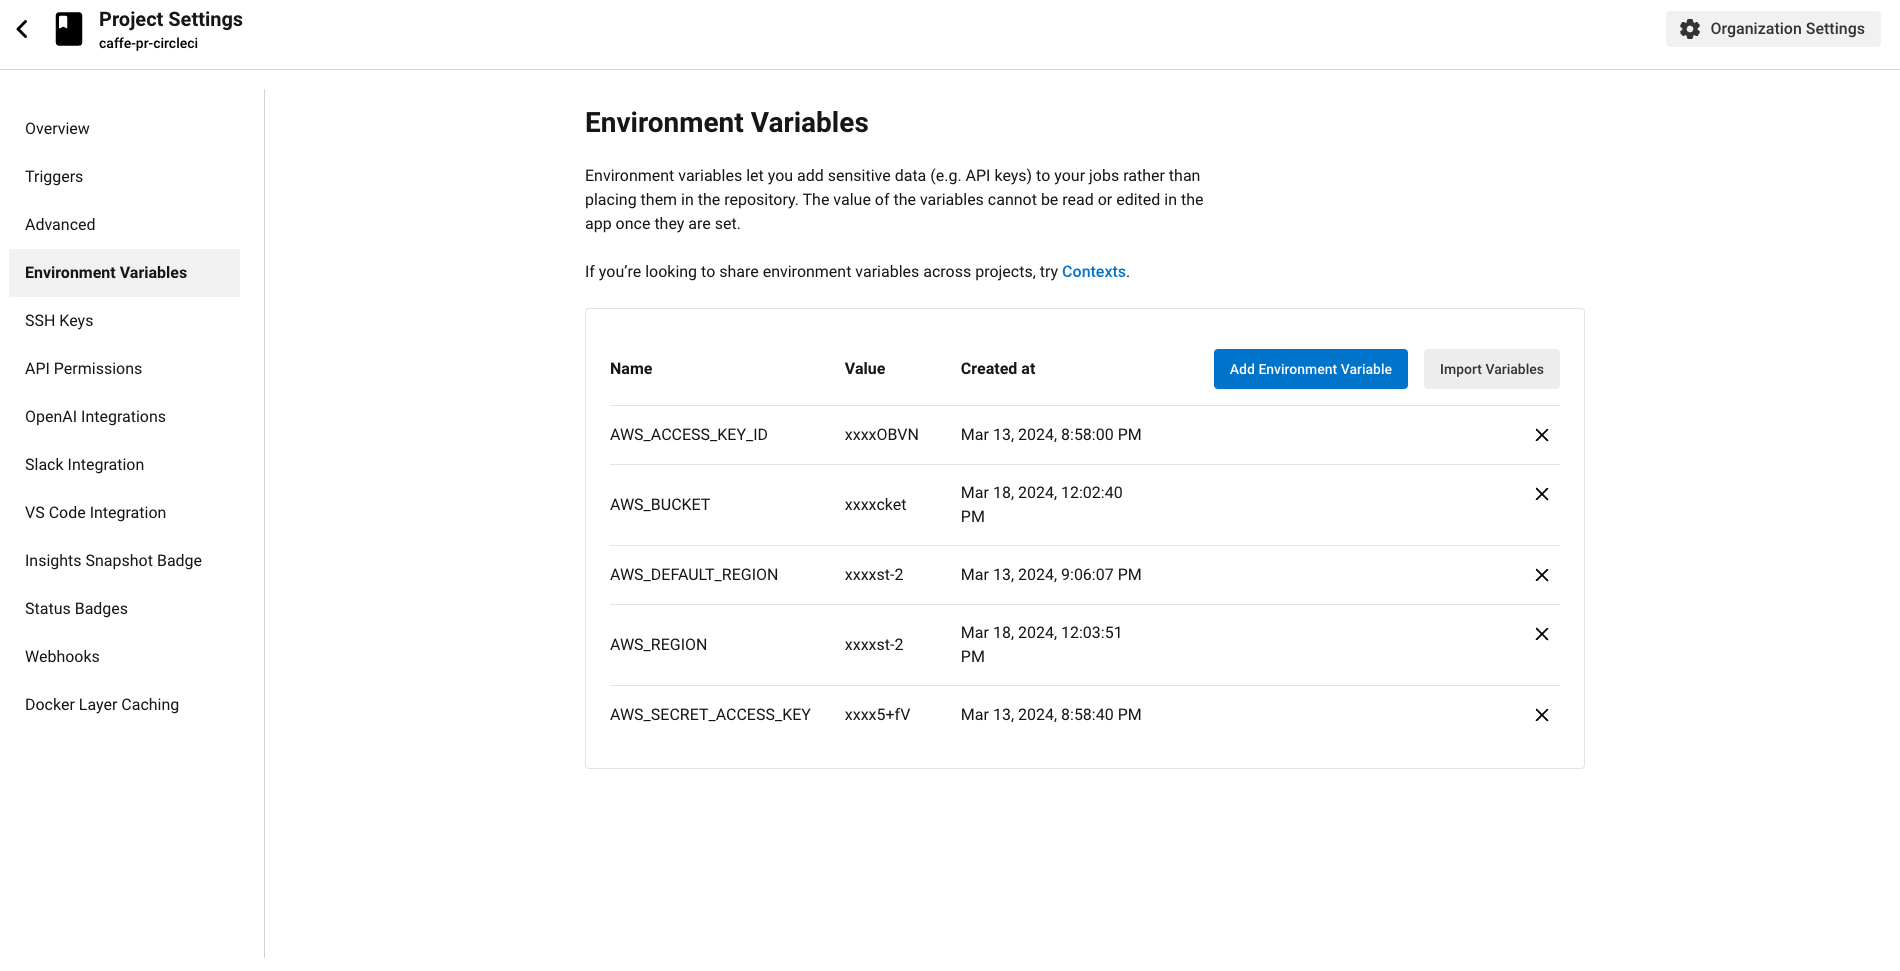 Project Settings
caffe-pr-circleci
Organization Settings
Overview
Triggers
Advanced
Environment Variables
SSH Keys
API Permissions
OpenAI Integrations
Slack Integration
VS Code Integration
Insights Snapshot Badge
Status Badges
Webhooks
Docker Layer Caching
Environment Variables
Environment variables let you add sensitive data (e.g. API keys) to your jobs rather than
placing them in the repository. The value of the variables cannot be read or edited in the
app once they are set.
If you’re looking to share environment variables across projects, try Contexts.
Name Value Created at Add Environment Variable Import Variables
AWS_ACCESS_KEY_ID xxxxOBVN Mar 13, 2024, 8:58:00 PM
AWS_BUCKET xxxxcket Mar 18, 2024, 12:02:40
PM
AWS_DEFAULT_REGION xxxxst-2 Mar 13, 2024, 9:06:07 PM
AWS_REGION xxxxst-2 Mar 18, 2024, 12:03:51
PM
AWS_SECRET_ACCESS_KEY xxxx5+fV Mar 13, 2024, 8:58:40 PM